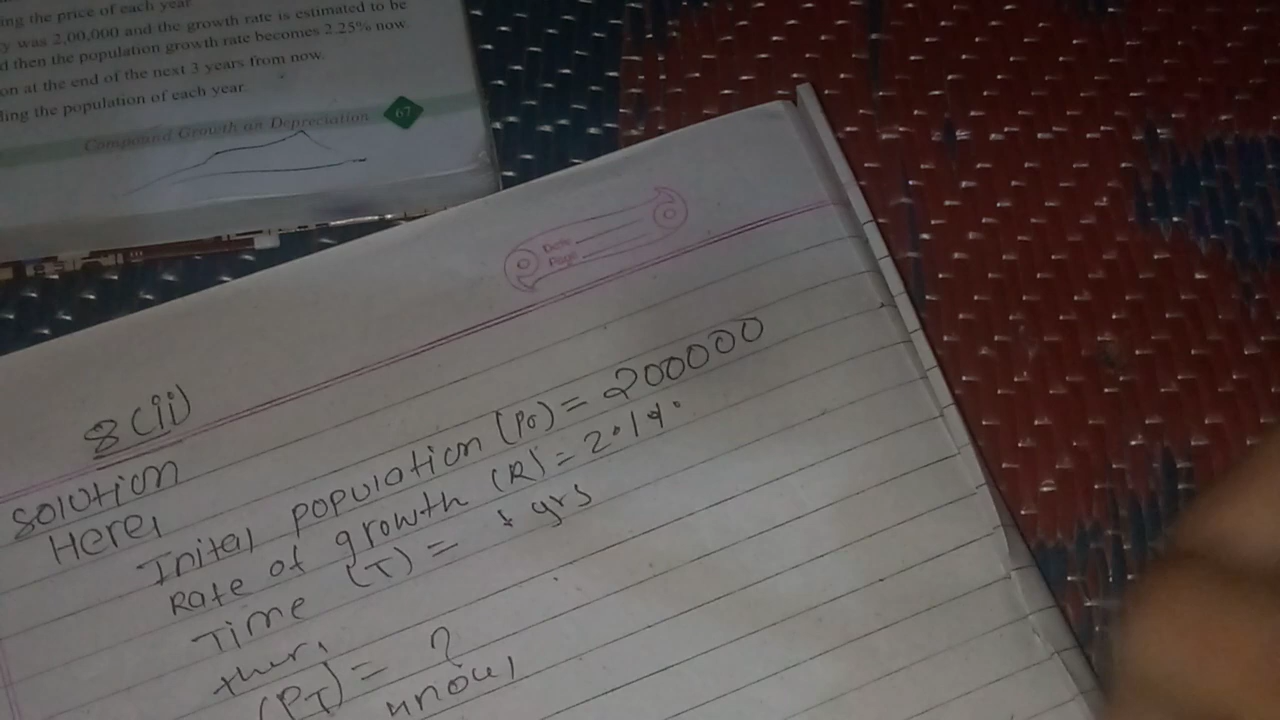 ing the price of each year
y was 2,00,000 and the growth rate is estimated to be
d then the population growth rate becomes 2.25% now
on at the end of the next 3 years from now.
ding the population of each year.
Compound Growth an Depreciation 67
Date
Page
8(ii)
Solution
Here,
Inital population (P0) = 200000
Rate of growth (R) = 2.1%
Time (T) = yrs
then,
(PT) = ?